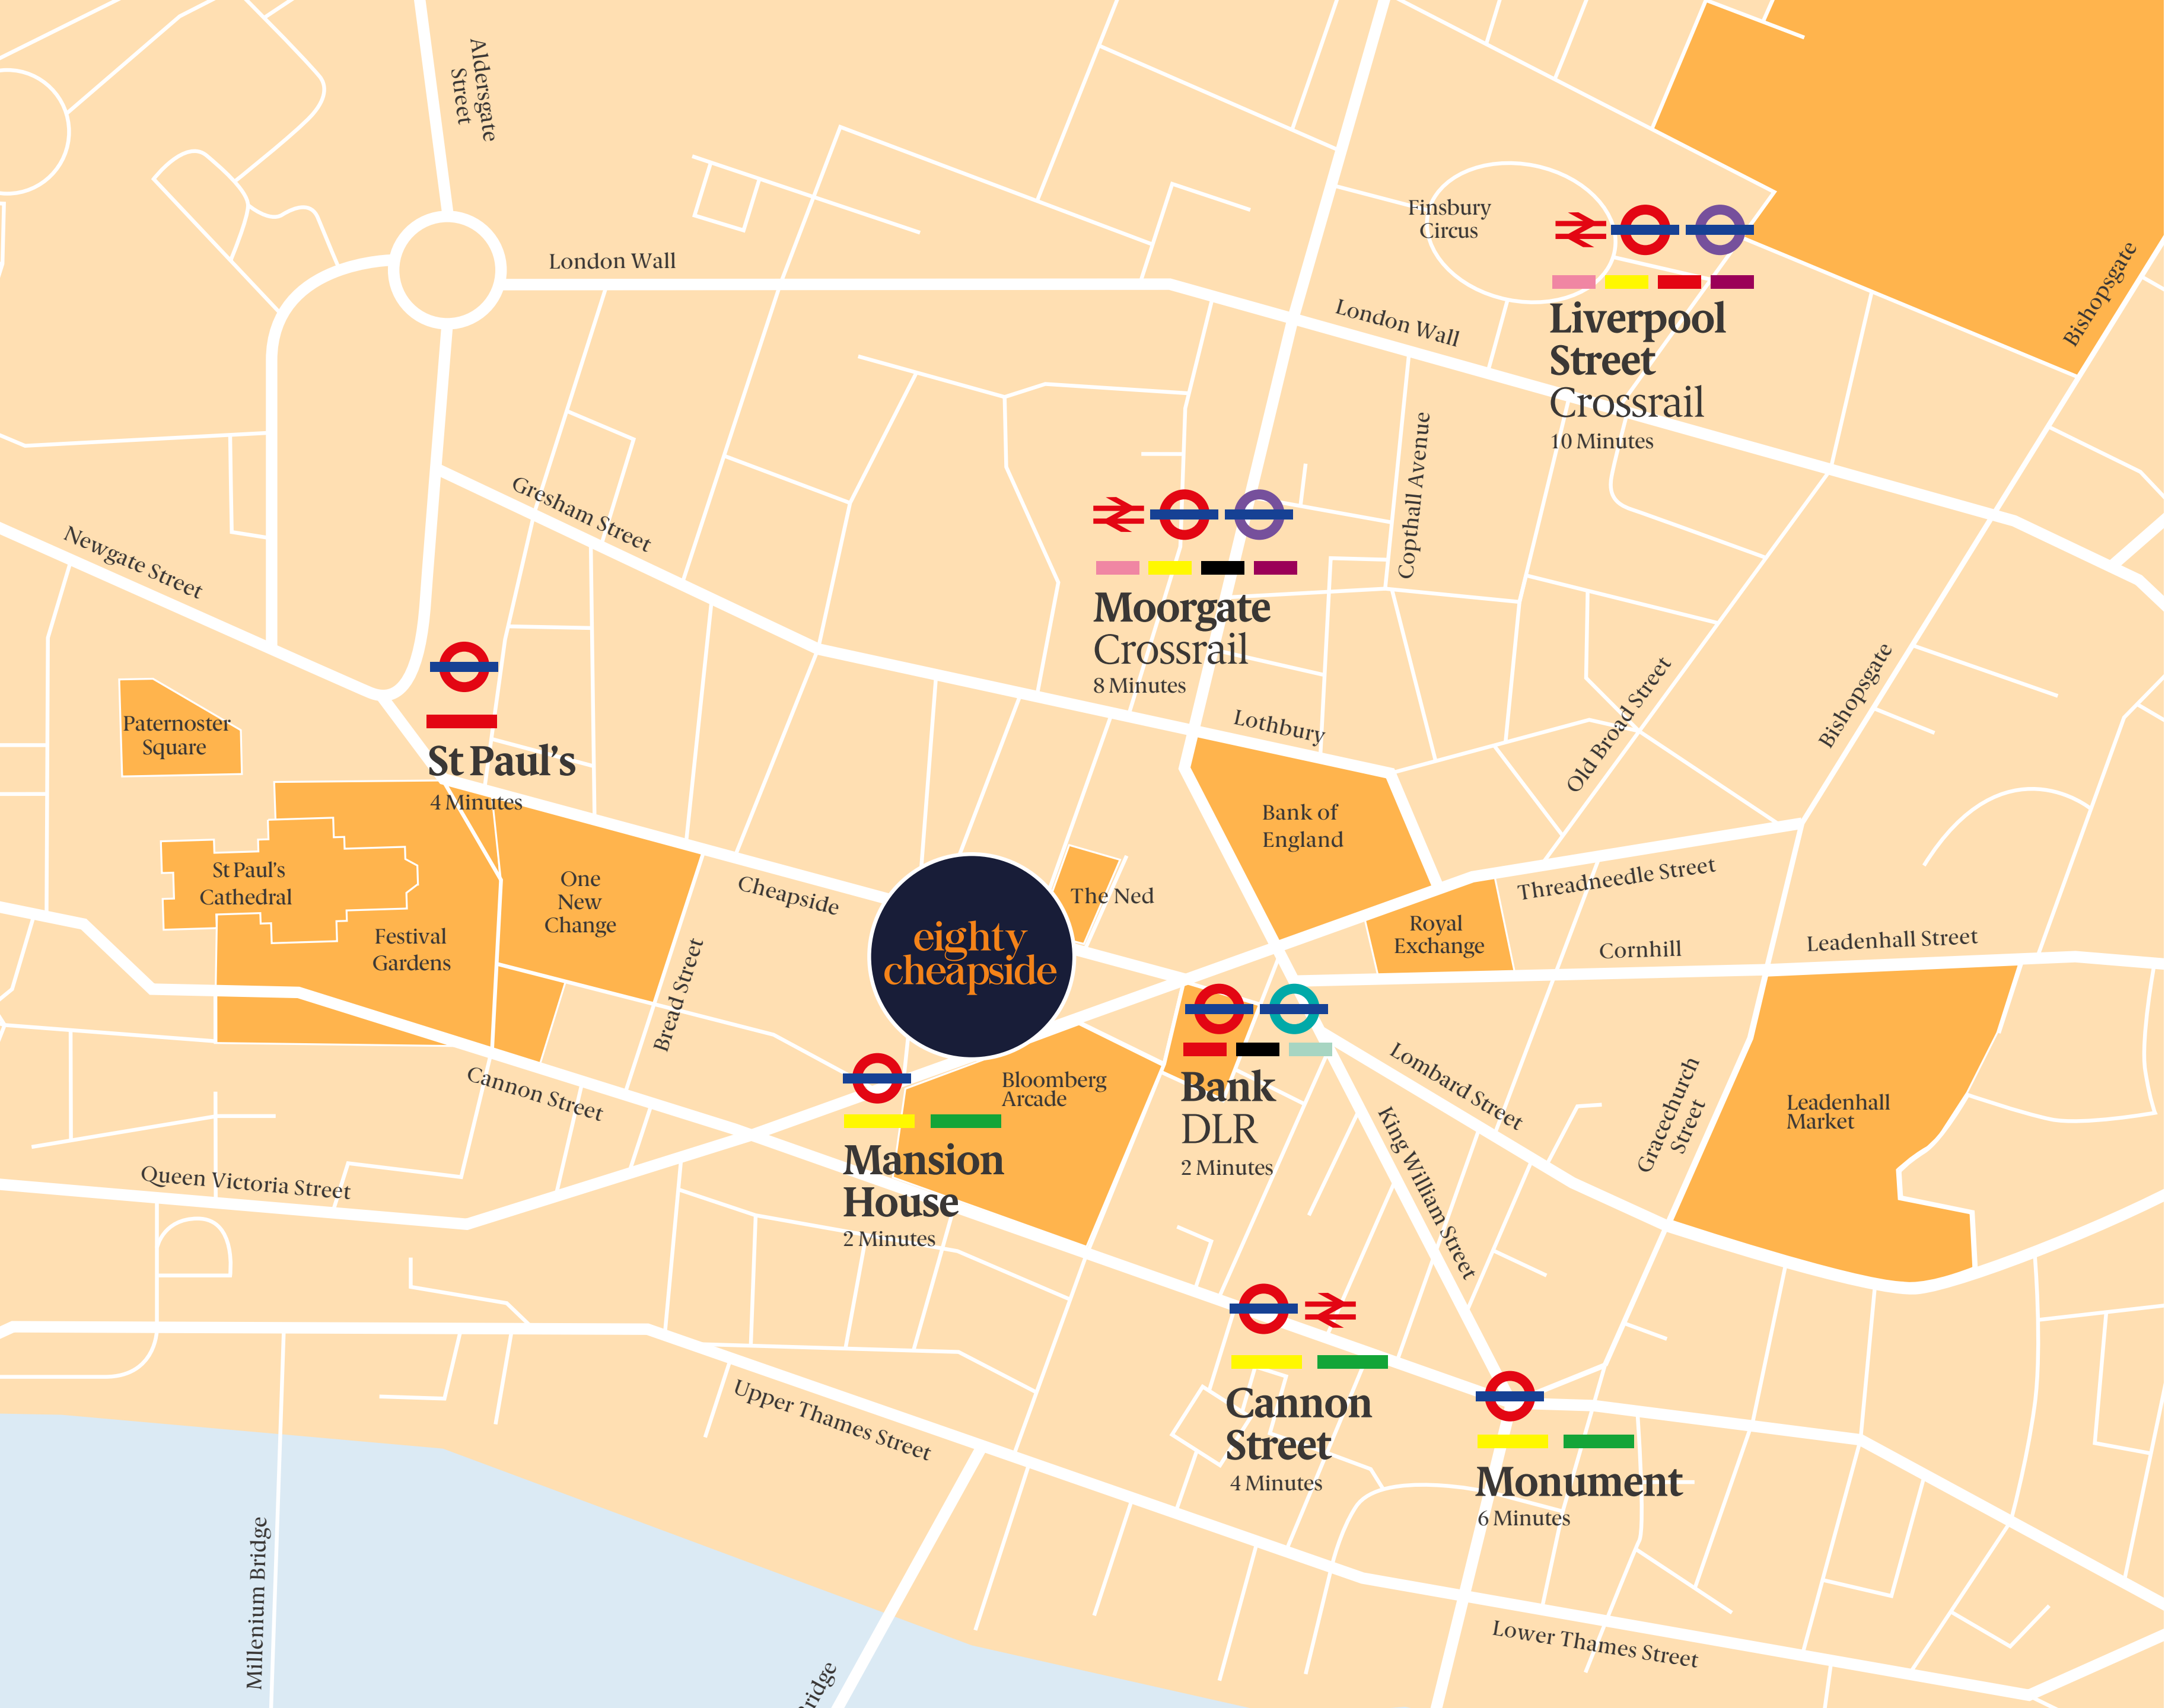 Aldersgate
Street
London Wall
Finsbury
Circus
London Wall
Liverpool
Street
Crossrail
10 Minutes
Bishopsgate
Gresham Street
Copthall Avenue
Newgate Street
Moorgate
Crossrail
8 Minutes
Lothbury
Old Broad Street
Bishopsgate
Paternoster
Square
St Paul's
4 Minutes
Bank of
England
St Paul's
Cathedral
Festival
Gardens
One
New
Change
Cheapside
The Ned
Threadneedle Street
Royal
Exchange
Cornhill
Leadenhall Street
eighty
cheapside
Bread Street
Cannon Street
Bloomberg
Arcade
Bank
DLR
2 Minutes
Lombard Street
King William Street
Gracechurch
Street
Leadenhall
Market
Mansion
House
2 Minutes
Queen Victoria Street
Upper Thames Street
Cannon
Street
4 Minutes
Monument
6 Minutes
Millenium Bridge
ridge
Lower Thames Street